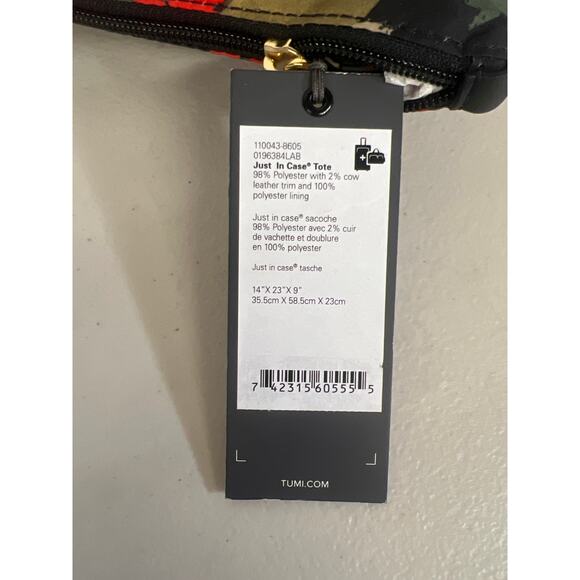 110043-8605
0196384LAB
Just In Case® Tote
98% Polyester with 2% cow
leather trim and 100%
polyester lining
Just in case® sacoche
98% Polyester avec 2% cuir
de vachette et doublure
en 100% polyester
Just in case® tasche
14"X 23"X 9"
35.5cm X 58.5cm X 23cm
7 42315 60555 5
TUMI.COM